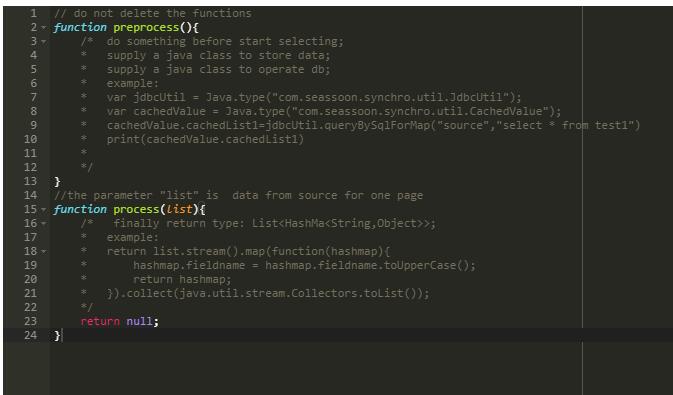 1 // do not delete the functions
2 function preprocess(){
3 /* do something before start selecting;
4 * supply a java class to store data;
5 * supply a java class to operate db;
6 * example:
7 * var jdbcUtil = Java.type("com.seassoon.synchro.util.JdbcUtil");
8 * var cachedValue = Java.type("com.seassoon.synchro.util.CachedValue");
9 * cachedValue.cachedList1=jdbcUtil.queryBySqlForMap("source","select * from test1")
10 * print(cachedValue.cachedList1)
11 *
12 */
13 }
14 //the parameter "list" is data from source for one page
15 function process(list){
16 /* finally return type: List<HashMa<String,Object>>;
17 * example:
18 * return list.stream().map(function(hashmap){
19 * hashmap.fieldname = hashmap.fieldname.toUpperCase();
20 * return hashmap;
21 * }).collect(java.util.stream.Collectors.toList());
22 */
23 return null;
24 }